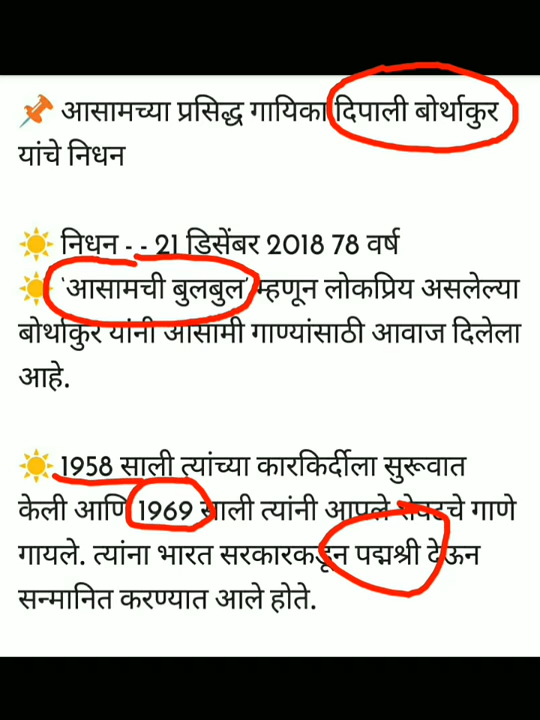 आसामच्या प्रसिद्ध गायिका दिपाली बोर्थाकुर
यांचे निधन
निधन - - 21 डिसेंबर 2018 78 वर्ष
'आसामची बुलबुल' म्हणून लोकप्रिय असलेल्या
बोर्थाकुर यांनी आसामी गाण्यांसाठी आवाज दिलेला
आहे.
1958 साली त्यांच्या कारकिर्दीला सुरूवात
केली आणि 1969 साली त्यांनी आपले शेवटचे गाणे
गायले. त्यांना भारत सरकारकडून पद्मश्री देऊन
सन्मानित करण्यात आले होते.